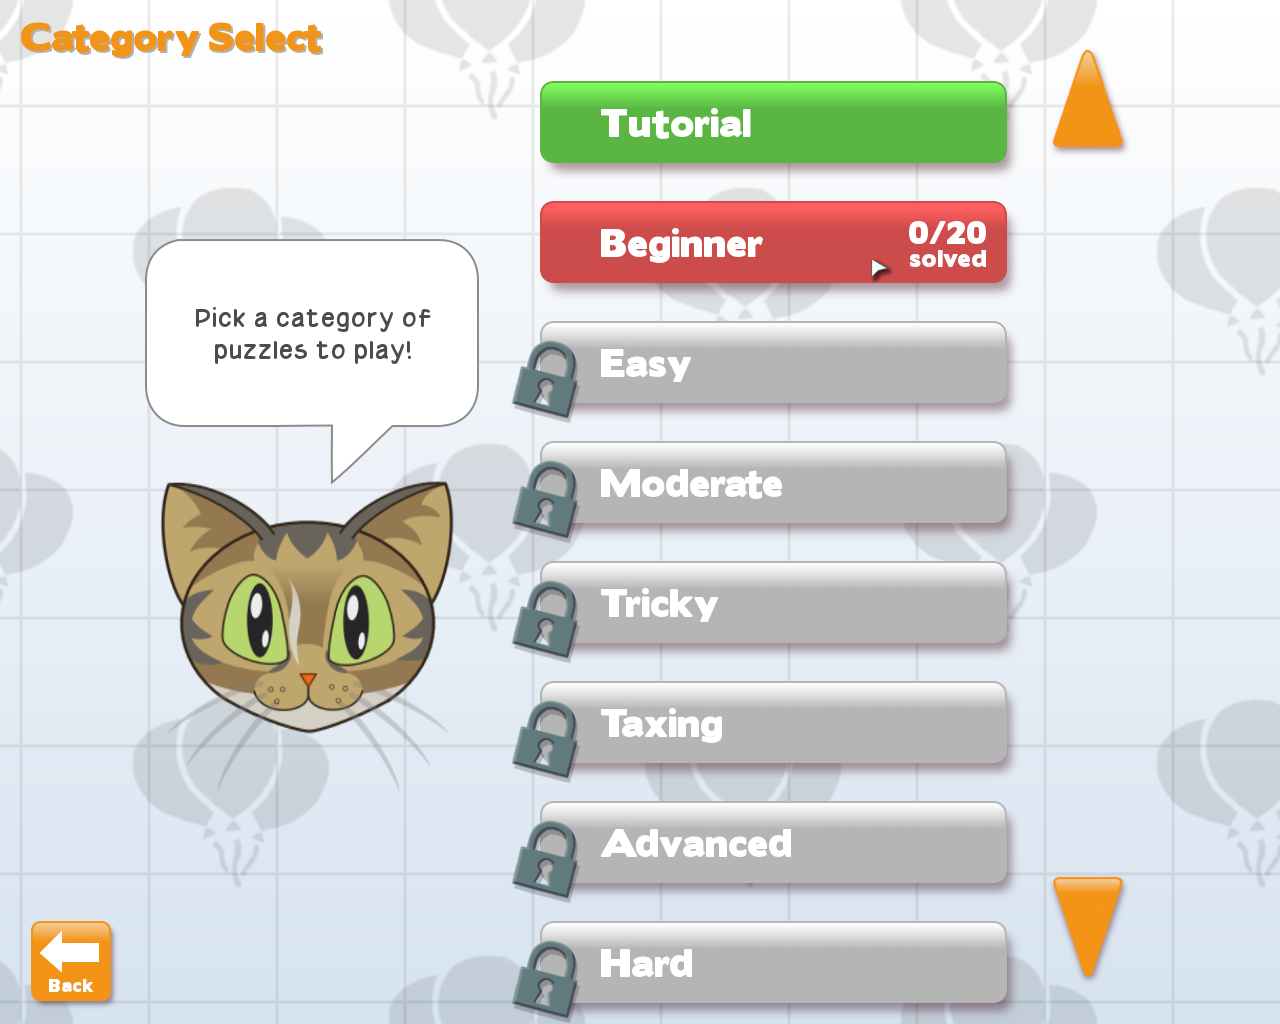 Category Select
Tutorial
Beginner
0/20
solved
Pick a category of
puzzles to play!
Easy
Moderate
Tricky
Taxing
Advanced
Hard
Back